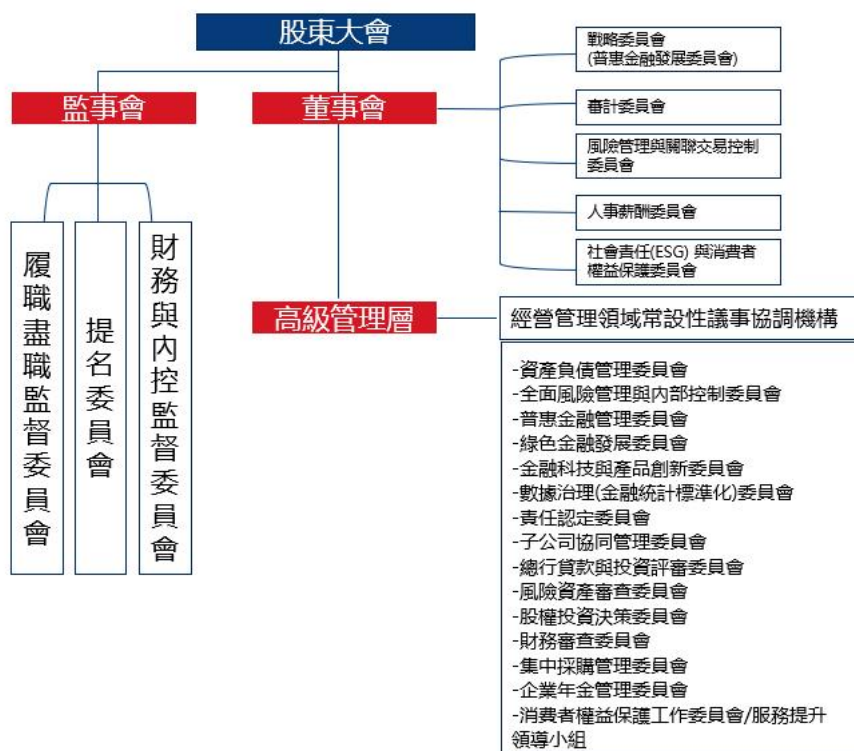 股東大會
監事會
董事會
戰略委員會
(普惠金融發展委員會)
審計委員會
風險管理與關聯交易控制
委員會
人事薪酬委員會
社會責任(ESG) 與消費者
權益保護委員會
履職盡職監督委員會
提名委員會
財務與內控監督委員會
高級管理層
經營管理領域常設性議事協調機構
-資產負債管理委員會
-全面風險管理與內部控制委員會
-普惠金融管理委員會
-綠色金融發展委員會
-金融科技與產品創新委員會
-數據治理(金融統計標準化)委員會
-責任認定委員會
-子公司協同管理委員會
-總行貸款與投資評審委員會
-風險資產審查委員會
-股權投資決策委員會
-財務審查委員會
-集中採購管理委員會
-企業年金管理委員會
-消費者權益保護工作委員會/服務提升
領導小組